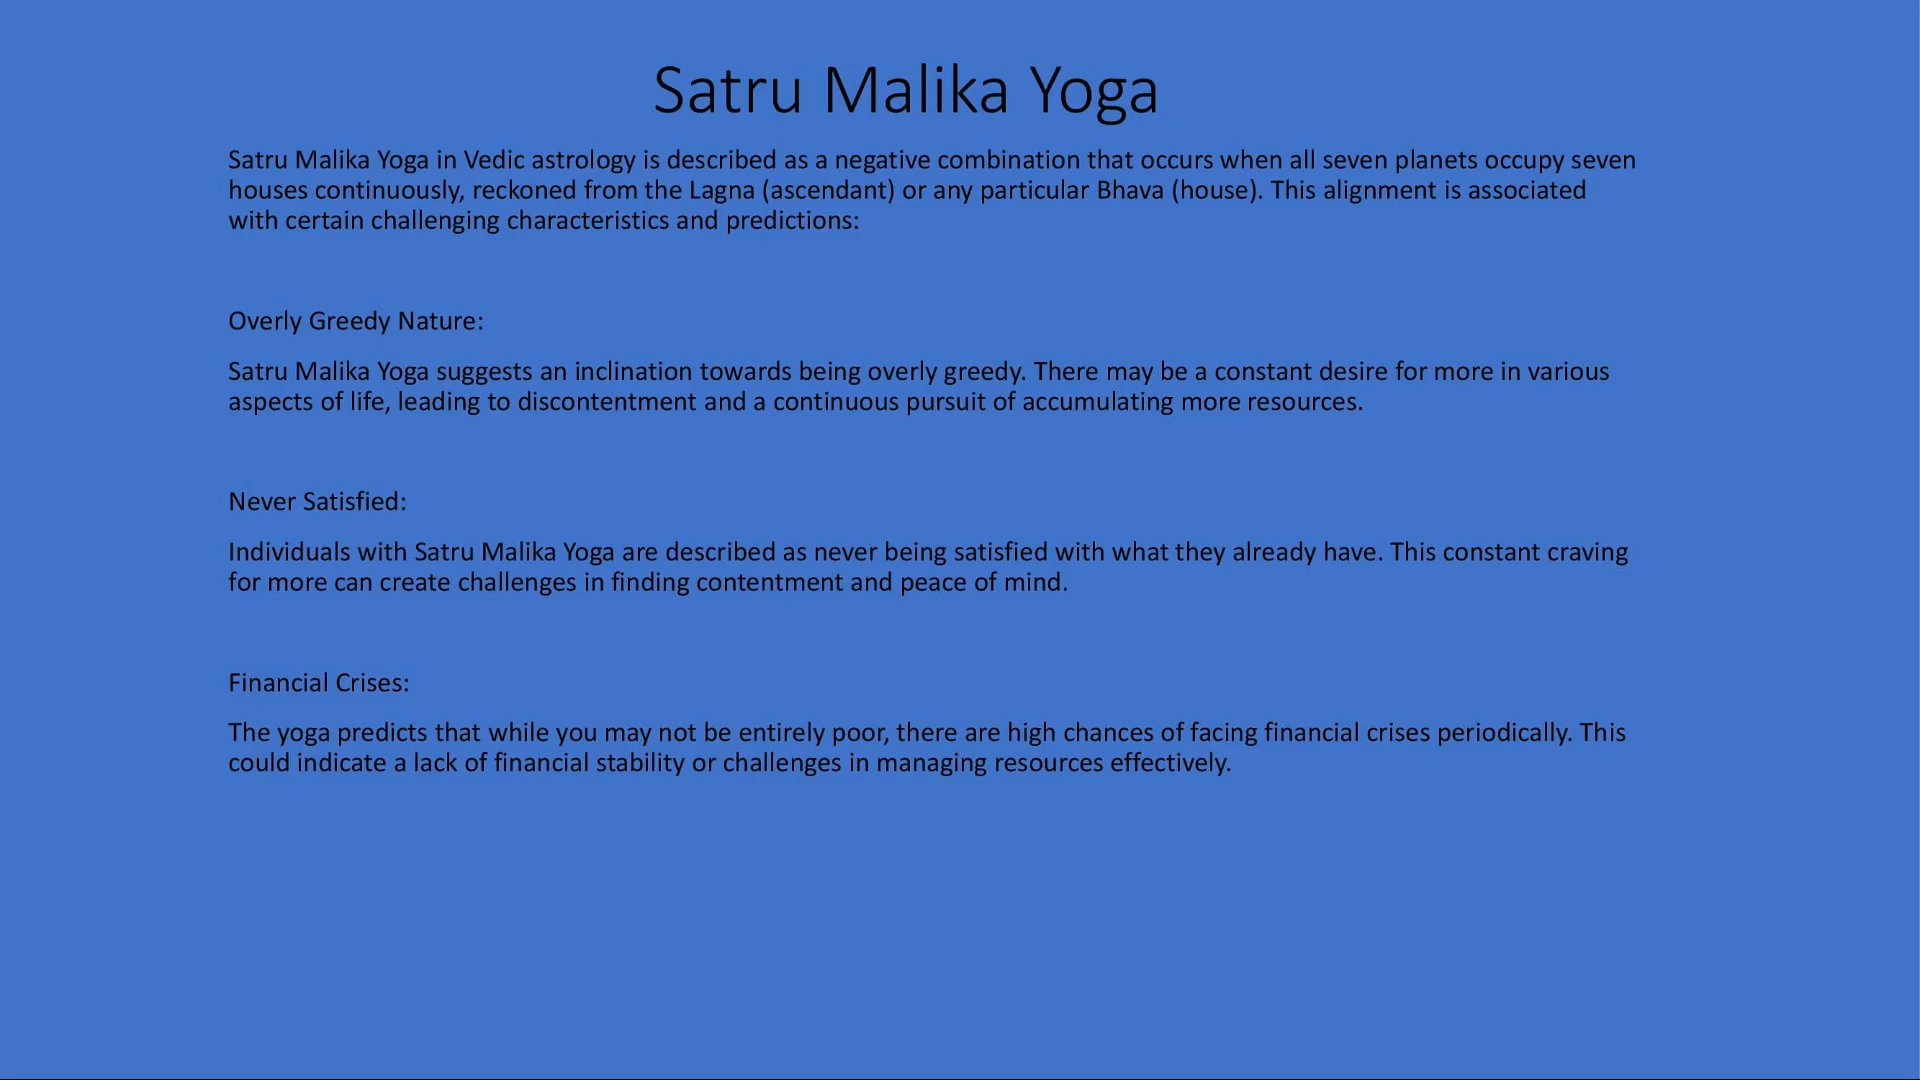 Satru Malika Yoga
Satru Malika Yoga in Vedic astrology is described as a negative combination that occurs when all seven planets occupy seven
houses continuously, reckoned from the Lagna (ascendant) or any particular Bhava (house). This alignment is associated
with certain challenging characteristics and predictions:
Overly Greedy Nature:
Satru Malika Yoga suggests an inclination towards being overly greedy. There may be a constant desire for more in various
aspects of life, leading to discontentment and a continuous pursuit of accumulating more resources.
Never Satisfied:
Individuals with Satru Malika Yoga are described as never being satisfied with what they already have. This constant craving
for more can create challenges in finding contentment and peace of mind.
Financial Crises:
The yoga predicts that while you may not be entirely poor, there are high chances of facing financial crises periodically. This
could indicate a lack of financial stability or challenges in managing resources effectively.